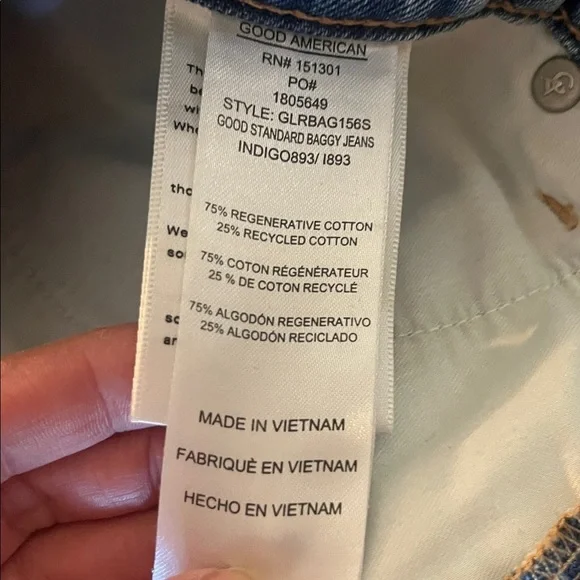 GOOD AMERICAN
RN# 151301
PO#
1805649
STYLE: GLRBAG156S
GOOD STANDARD BAGGY JEANS
INDIGO893/ I893
75% REGENERATIVE COTTON
25% RECYCLED COTTON
75% COTON RÉGÉNÉRATEUR
25 % DE COTON RECYCLÉ
75% ALGODÓN REGENERATIVO
25% ALGODÓN RECICLADO
MADE IN VIETNAM
FABRIQUÈ EN VIETNAM
HECHO EN VIETNAM
We